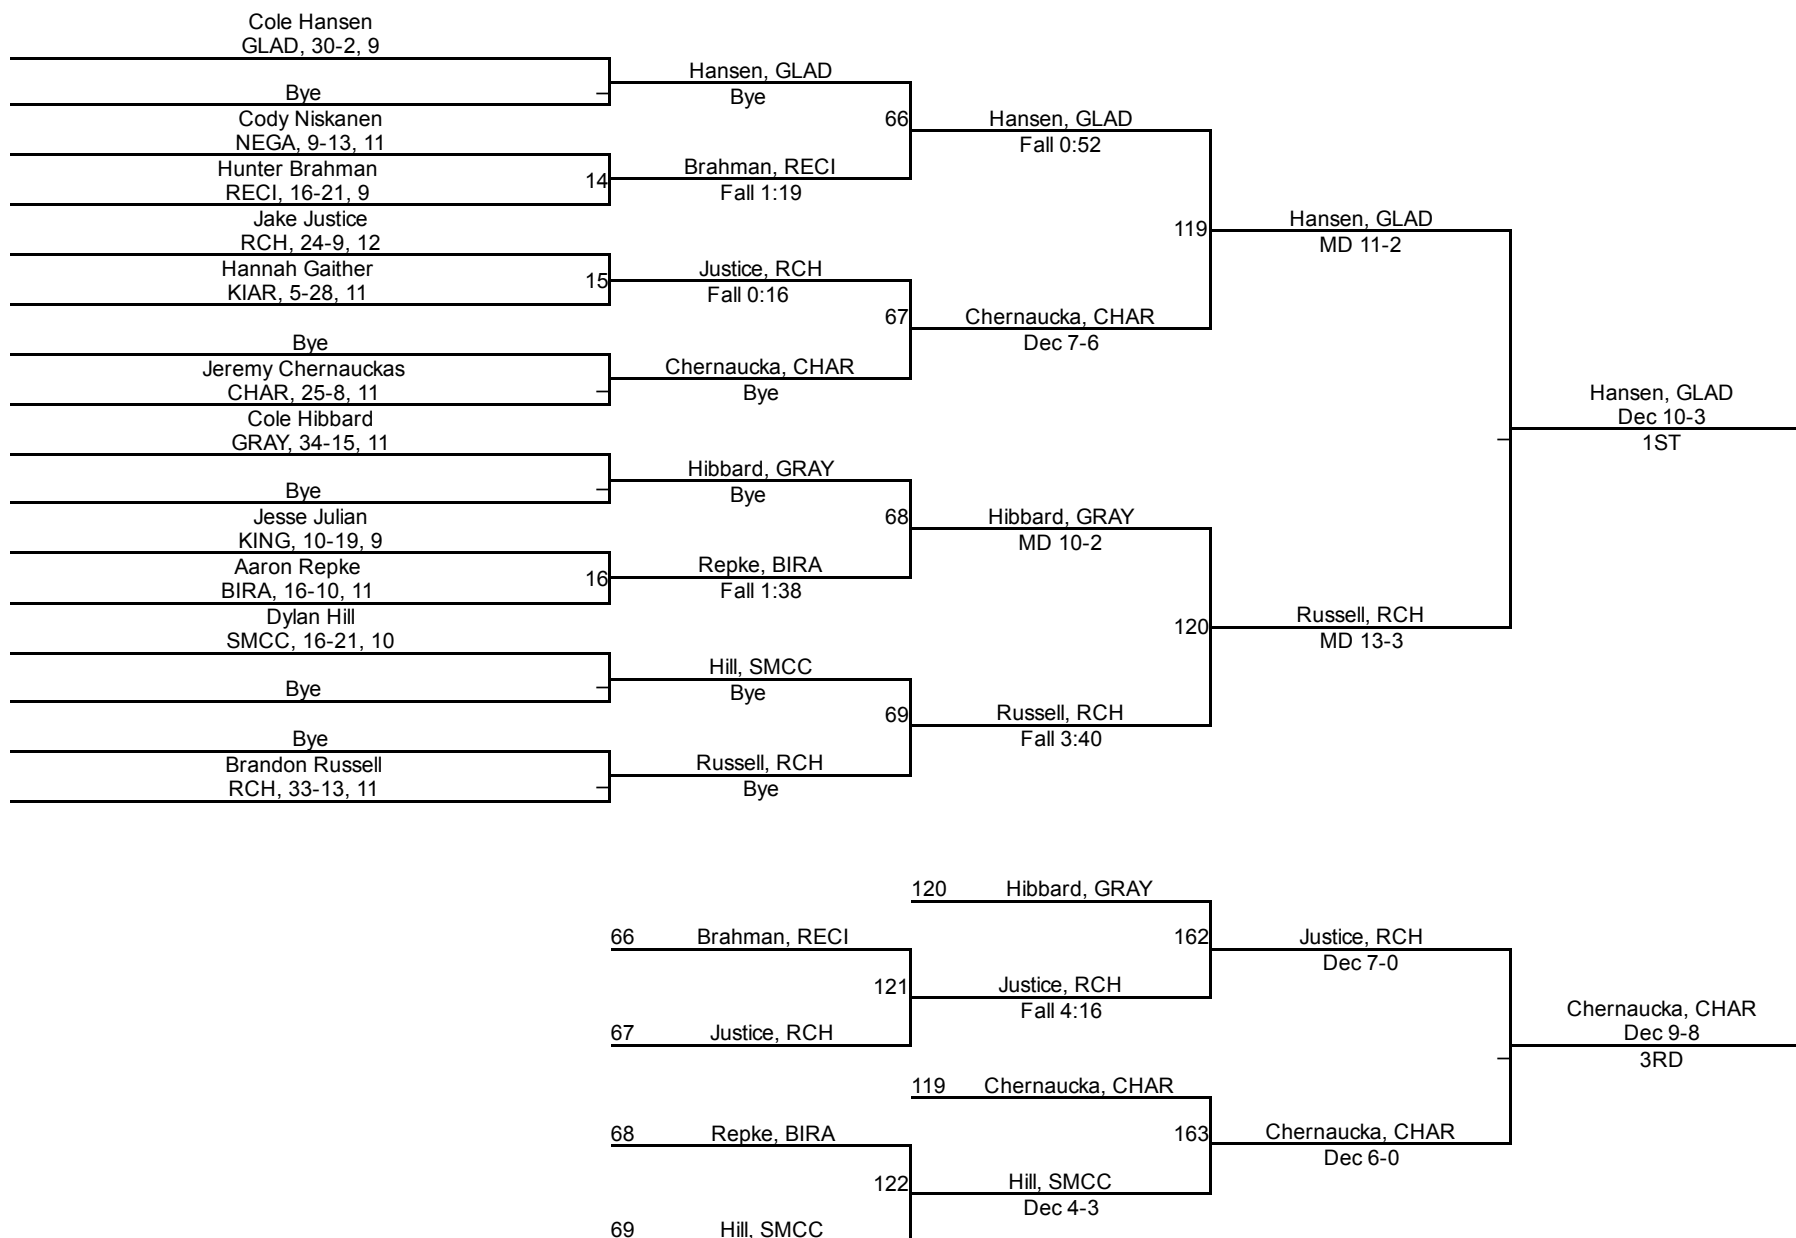 Cole Hansen
GLAD, 30-2, 9
Bye
Cody Niskanen
NEGA, 9-13, 11
Hunter Brahman
RECI, 16-21, 9
14
Jake Justice
RCH, 24-9, 12
Hannah Gaither
KIAR, 5-28, 11
15
Bye
Jeremy Chernauckas
CHAR, 25-8, 11
Cole Hibbard
GRAY, 34-15, 11
Bye
Jesse Julian
KING, 10-19, 9
Aaron Repke
BIRA, 16-10, 11
16
Dylan Hill
SMCC, 16-21, 10
Bye
Bye
Brandon Russell
RCH, 33-13, 11
Hansen, GLAD
Bye
66
Brahman, RECI
Fall 1:19
Justice, RCH
Fall 0:16
67
Chernaucka, CHAR
Bye
Hibbard, GRAY
Bye
68
Repke, BIRA
Fall 1:38
Hill, SMCC
Bye
69
Russell, RCH
Bye
Hansen, GLAD
Fall 0:52
119
Chernaucka, CHAR
Dec 7-6
Hibbard, GRAY
MD 10-2
120
Russell, RCH
Fall 3:40
Hansen, GLAD
MD 11-2
Russell, RCH
MD 13-3
Hansen, GLAD
Dec 10-3
1ST
120 Hibbard, GRAY
66 Brahman, RECI
162
121
Justice, RCH
Fall 4:16
67 Justice, RCH
Justice, RCH
Dec 7-0
119 Chernaucka, CHAR
68 Repke, BIRA
163
122
Hill, SMCC
Dec 4-3
69 Hill, SMCC
Chernaucka, CHAR
Dec 6-0
Chernaucka, CHAR
Dec 9-8
3RD